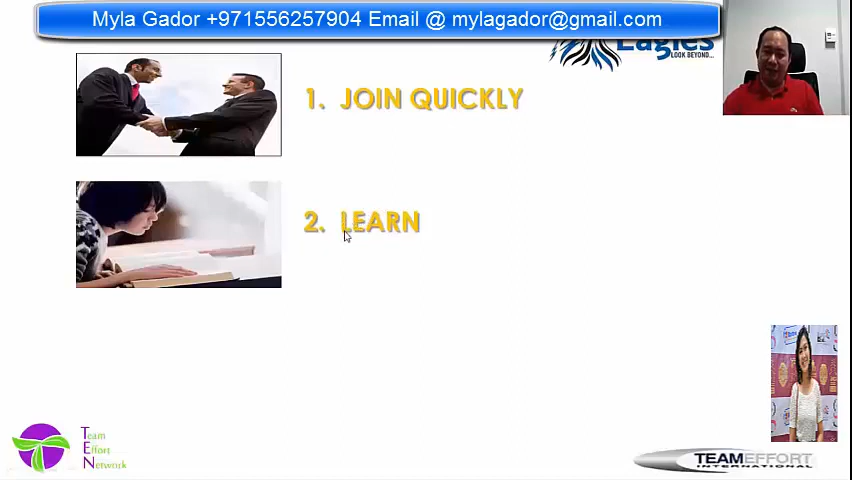 Myla Gador +971556257904 Email @ mylagador@gmail.com
Eagles
LOOK BEYOND...
1. JOIN QUICKLY
2. LEARN
Team
Effort
Network
TEAMEFFORT
INTERNATIONAL